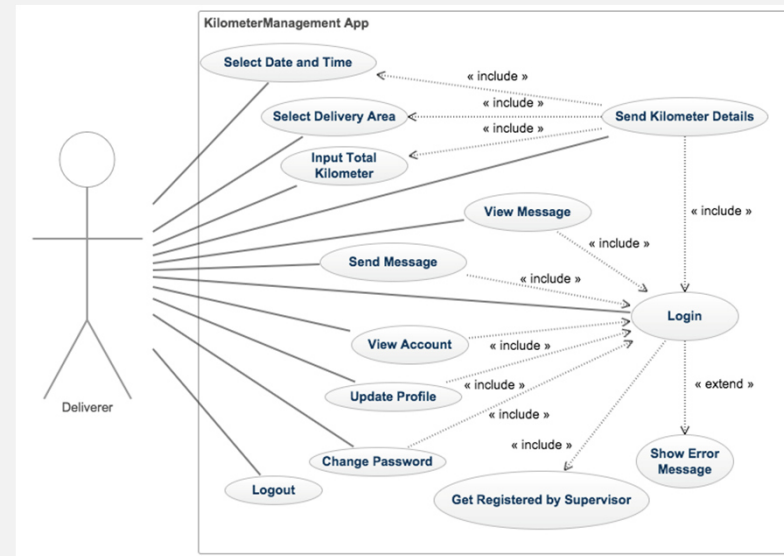 KilometerManagement App
Select Date and Time
« include »
« include »
Select Delivery Area
Send Kilometer Details
« include »
Input Total
Kilometer
View Message
« include »
« include »
Send Message
« include »
Login
View Account
« include »
« include »
« extend »
Update Profile
« include »
« include »
Deliverer
Change Password
Show Error
Message
Logout
Get Registered by Supervisor